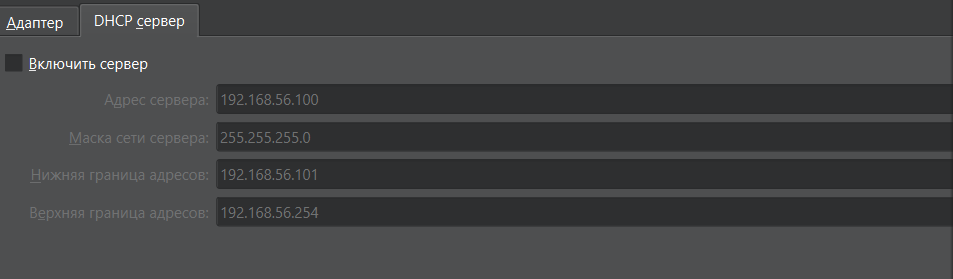 Адаптер DHCP сервер
Включить сервер
Адрес сервера: 192.168.56.100
Маска сети сервера: 255.255.255.0
Нижняя граница адресов: 192.168.56.101
Верхняя граница адресов: 192.168.56.254